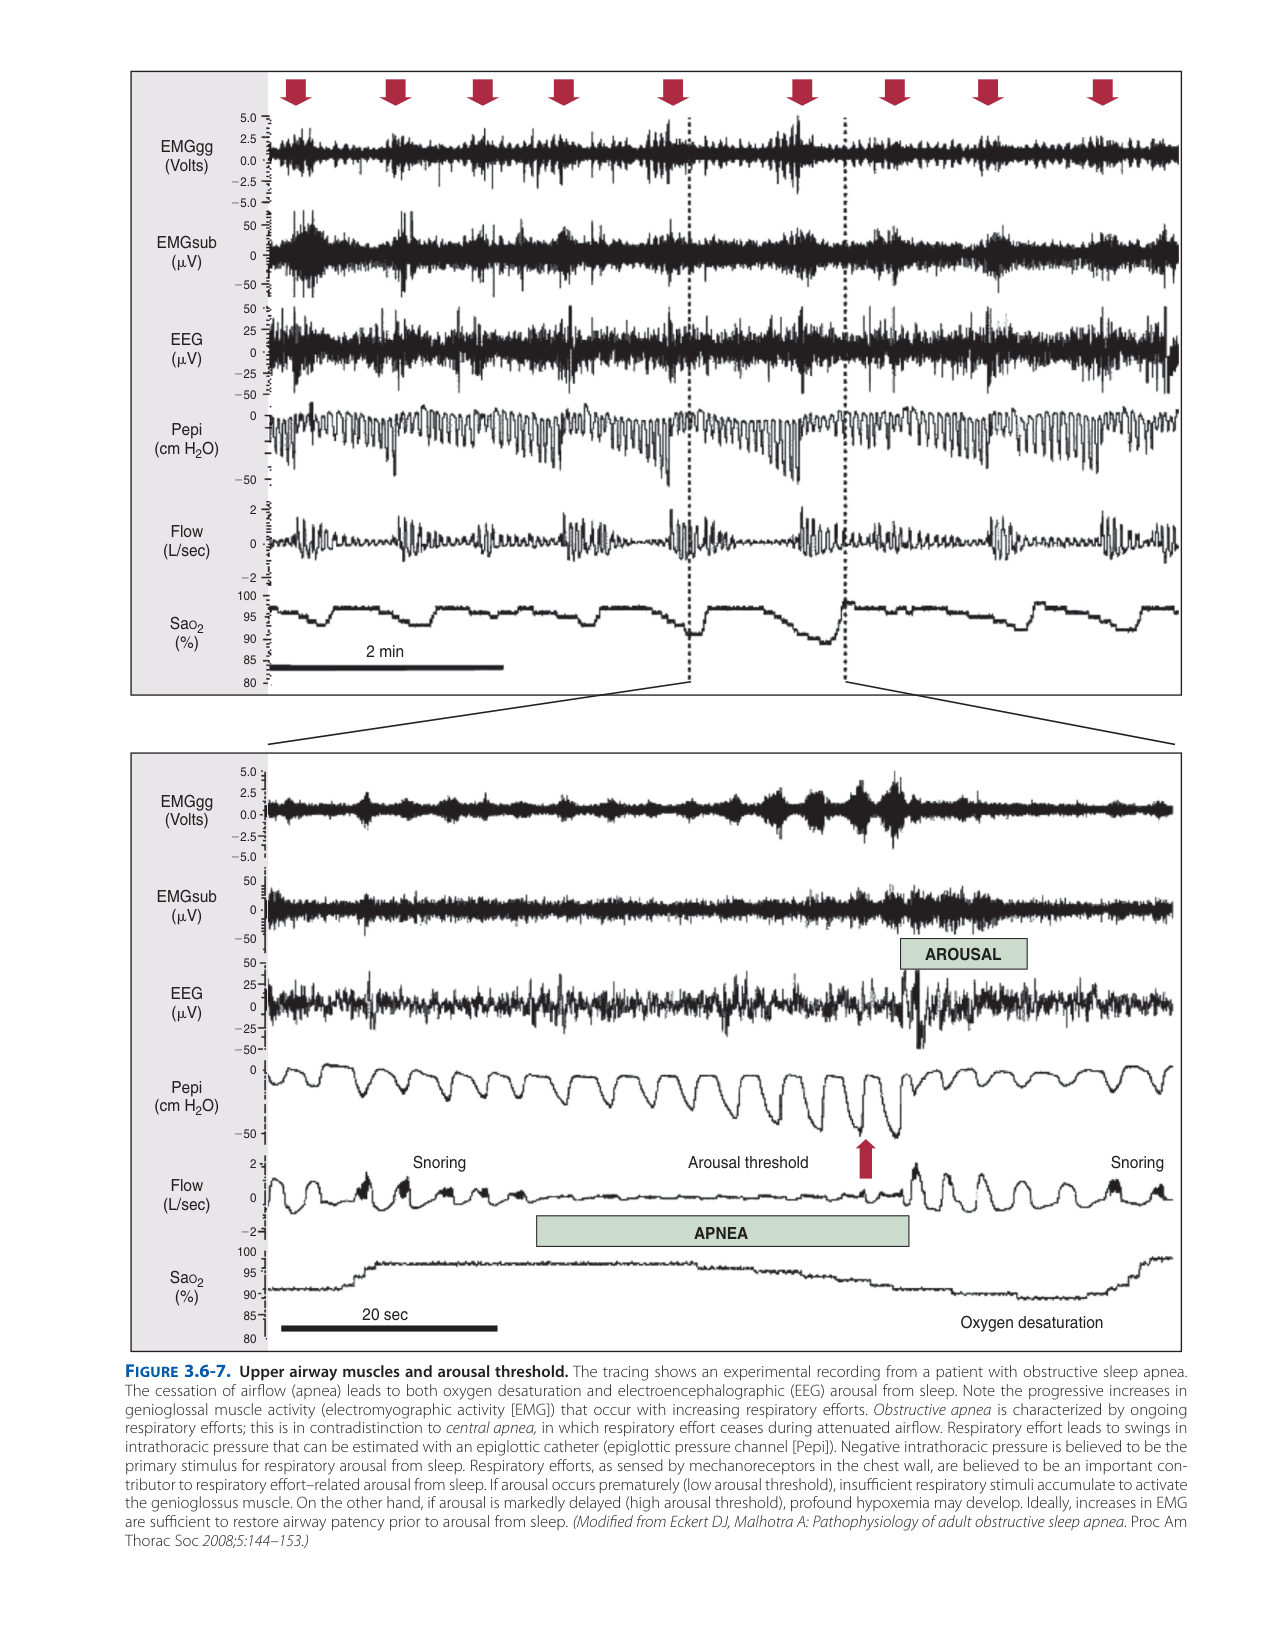 5.0
2.5
EMGgg
0.0
(Volts)
−2.5
−5.0
50
EMGsub
0
(μV)
−50
50
25
EEG
0
(μV)
−25
−50
0
Pepi
(cm H2O)
−50
2
Flow
0
(L/sec)
−2
100
95
SaO2
90
(%)
2 min
85
80
5.0
2.5
EMGgg
0.0
(Volts)
−2.5
−5.0
50
EMGsub
0
(μV)
−50
AROUSAL
50
25
EEG
0
(μV)
−25
−50
0
Pepi
(cm H2O)
−50
Snoring Arousal threshold Snoring
2
Flow
0
(L/sec)
−2
APNEA
100
95
SaO2
90
(%)
20 sec
85
Oxygen desaturation
80
FIGURE 3.6-7. Upper airway muscles and arousal threshold. The tracing shows an experimental recording from a patient with obstructive sleep apnea.
The cessation of airflow (apnea) leads to both oxygen desaturation and electroencephalographic (EEG) arousal from sleep. Note the progressive increases in
genioglossal muscle activity (electromyographic activity [EMG]) that occur with increasing respiratory efforts. Obstructive apnea is characterized by ongoing
respiratory efforts; this is in contradistinction to central apnea, in which respiratory effort ceases during attenuated airflow. Respiratory effort leads to swings in
intrathoracic pressure that can be estimated with an epiglottic catheter (epiglottic pressure channel [Pepi]). Negative intrathoracic pressure is believed to be the
primary stimulus for respiratory arousal from sleep. Respiratory efforts, as sensed by mechanoreceptors in the chest wall, are believed to be an important con-
tributor to respiratory effort–related arousal from sleep. If arousal occurs prematurely (low arousal threshold), insufficient respiratory stimuli accumulate to activate
the genioglossus muscle. On the other hand, if arousal is markedly delayed (high arousal threshold), profound hypoxemia may develop. Ideally, increases in EMG
are sufficient to restore airway patency prior to arousal from sleep. (Modified from Eckert DJ, Malhotra A: Pathophysiology of adult obstructive sleep apnea. Proc Am
Thorac Soc 2008;5:144–153.)